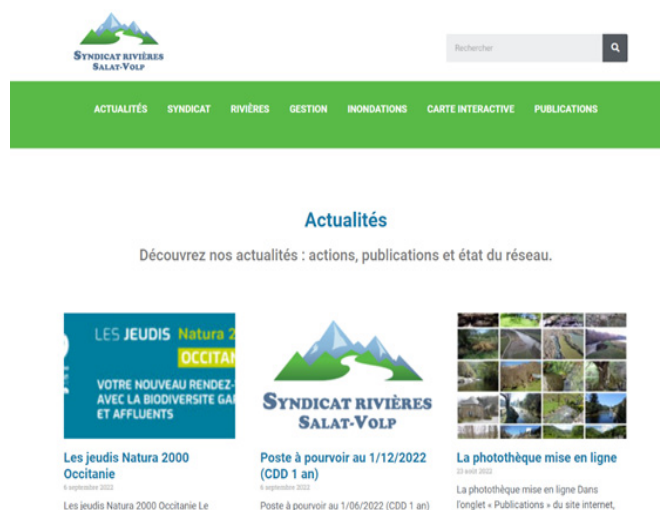 SYNDICAT RIVIÈRES
SALAT-VOLP
Rechercher
ACTUALITÉS SYNDICAT RIVIÈRES GESTION INONDATIONS CARTE INTERACTIVE PUBLICATIONS
Actualités
Découvrez nos actualités : actions, publications et état du réseau.
LES JEUDIS Natura 2
OCCITAN
VOTRE NOUVEAU RENDEZ-
AVEC LA BIODIVERSITE GA
ET AFFLUENTS
SYNDICAT RIVIÈRES
SALAT-VOLP
Les jeudis Natura 2000
Occitanie
6 septembre 2022
Les jeudis Natura 2000 Occitanie Le
Poste à pourvoir au 1/12/2022
(CDD 1 an)
6 septembre 2022
Poste à pourvoir au 1/06/2022 (CDD 1 an)
La photothèque mise en ligne
23 août 2022
La photothèque mise en ligne Dans
l'onglet « Publications » du site internet,